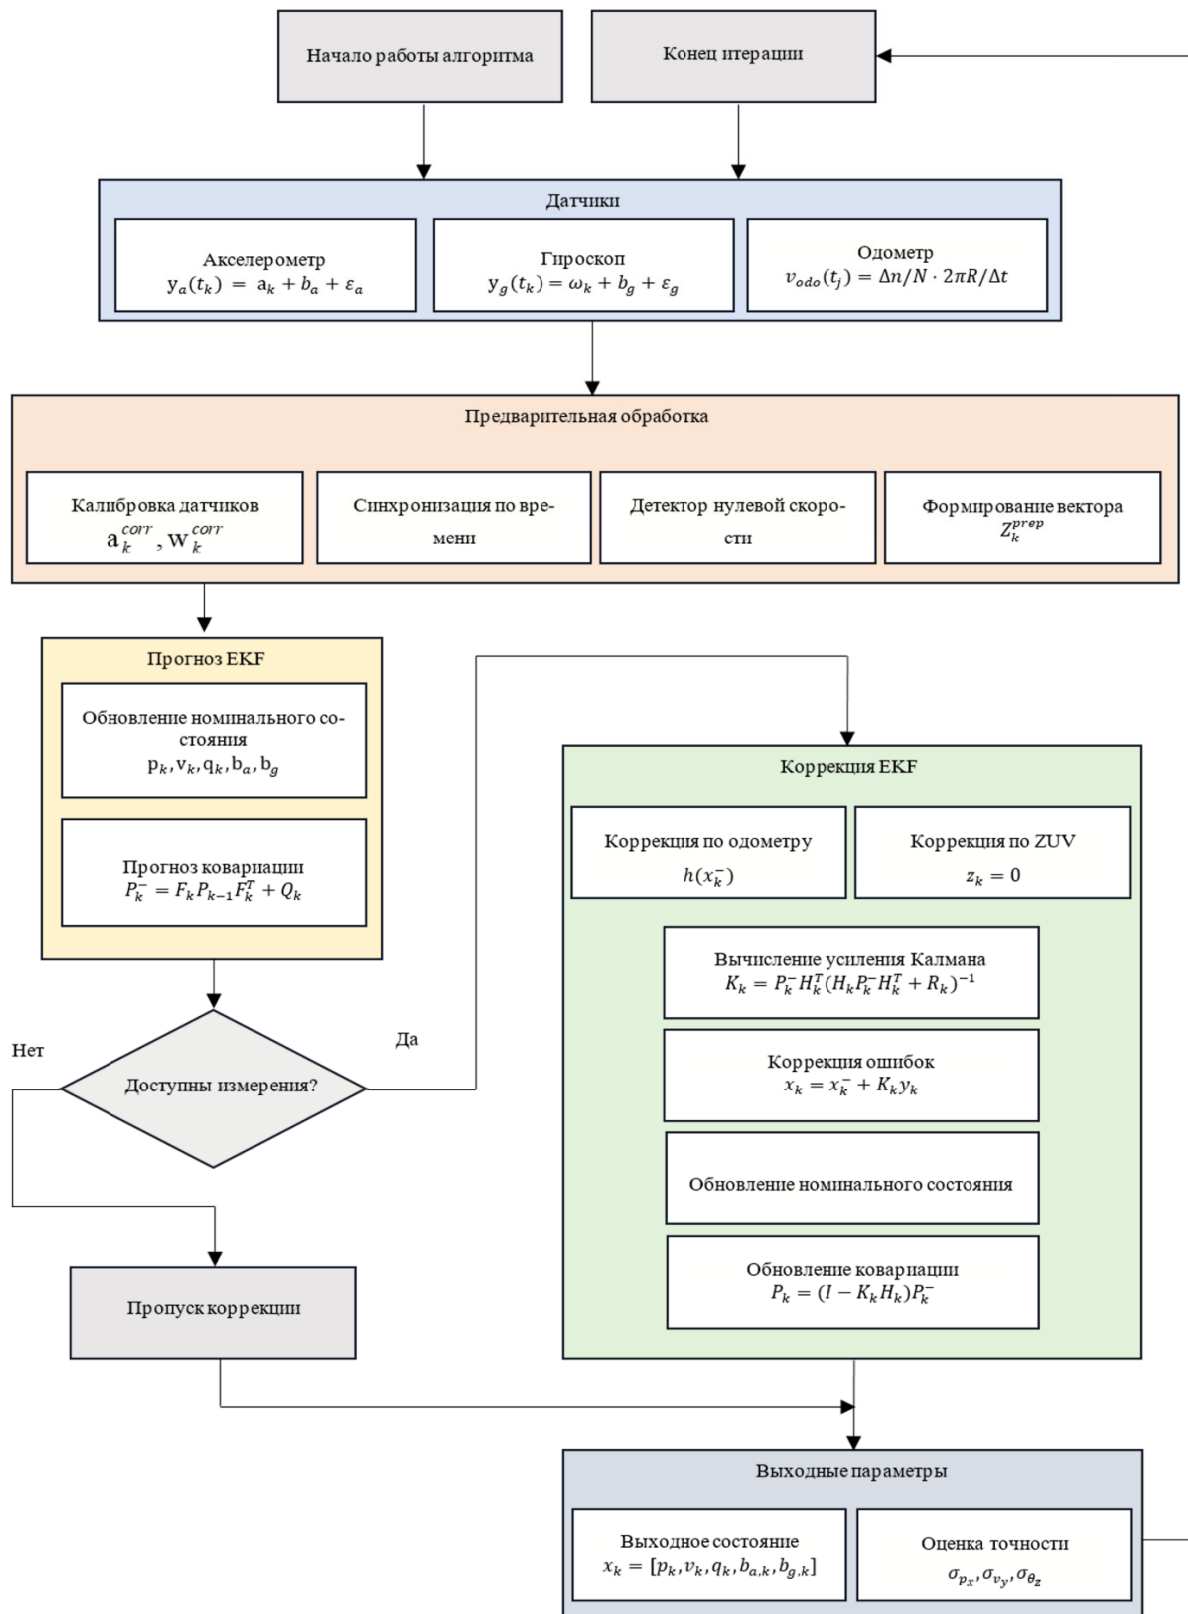 Начало работы алгоритма
Конец итерации
Датчики
Акселерометр
y_a(t_k) = a_k + b_a + ε_a
Гироскоп
y_g(t_k) = ω_k + b_g + ε_g
Одометр
v_{odo}(t_j) = Δn/N · 2πR/Δt
Предварительная обработка
Калибровка датчиков
a_k^{corr}, w_k^{corr}
Синхронизация по вре-
мени
Детектор нулевой скоро-
сти
Формирование вектора
Z_k^{prep}
Прогноз EKF
Обновление номинального со-
стояния
p_k, v_k, q_k, b_a, b_g
Прогноз ковариации
P_k^- = F_k P_{k-1} F_k^T + Q_k
Доступны измерения?
Нет
Да
Пропуск коррекции
Коррекция EKF
Коррекция по одометру
h(x_k^-)
Коррекция по ZUV
z_k = 0
Вычисление усиления Калмана
K_k = P_k^- H_k^T (H_k P_k^- H_k^T + R_k)^{-1}
Коррекция ошибок
x_k = x_k^- + K_k y_k
Обновление номинального состояния
Обновление ковариации
P_k = (I − K_k H_k) P_k^-
Выходные параметры
Выходное состояние
x_k = [p_k, v_k, q_k, b_{a,k}, b_{g,k}]
Оценка точности
σ_{p_x}, σ_{v_y}, σ_{θ_z}